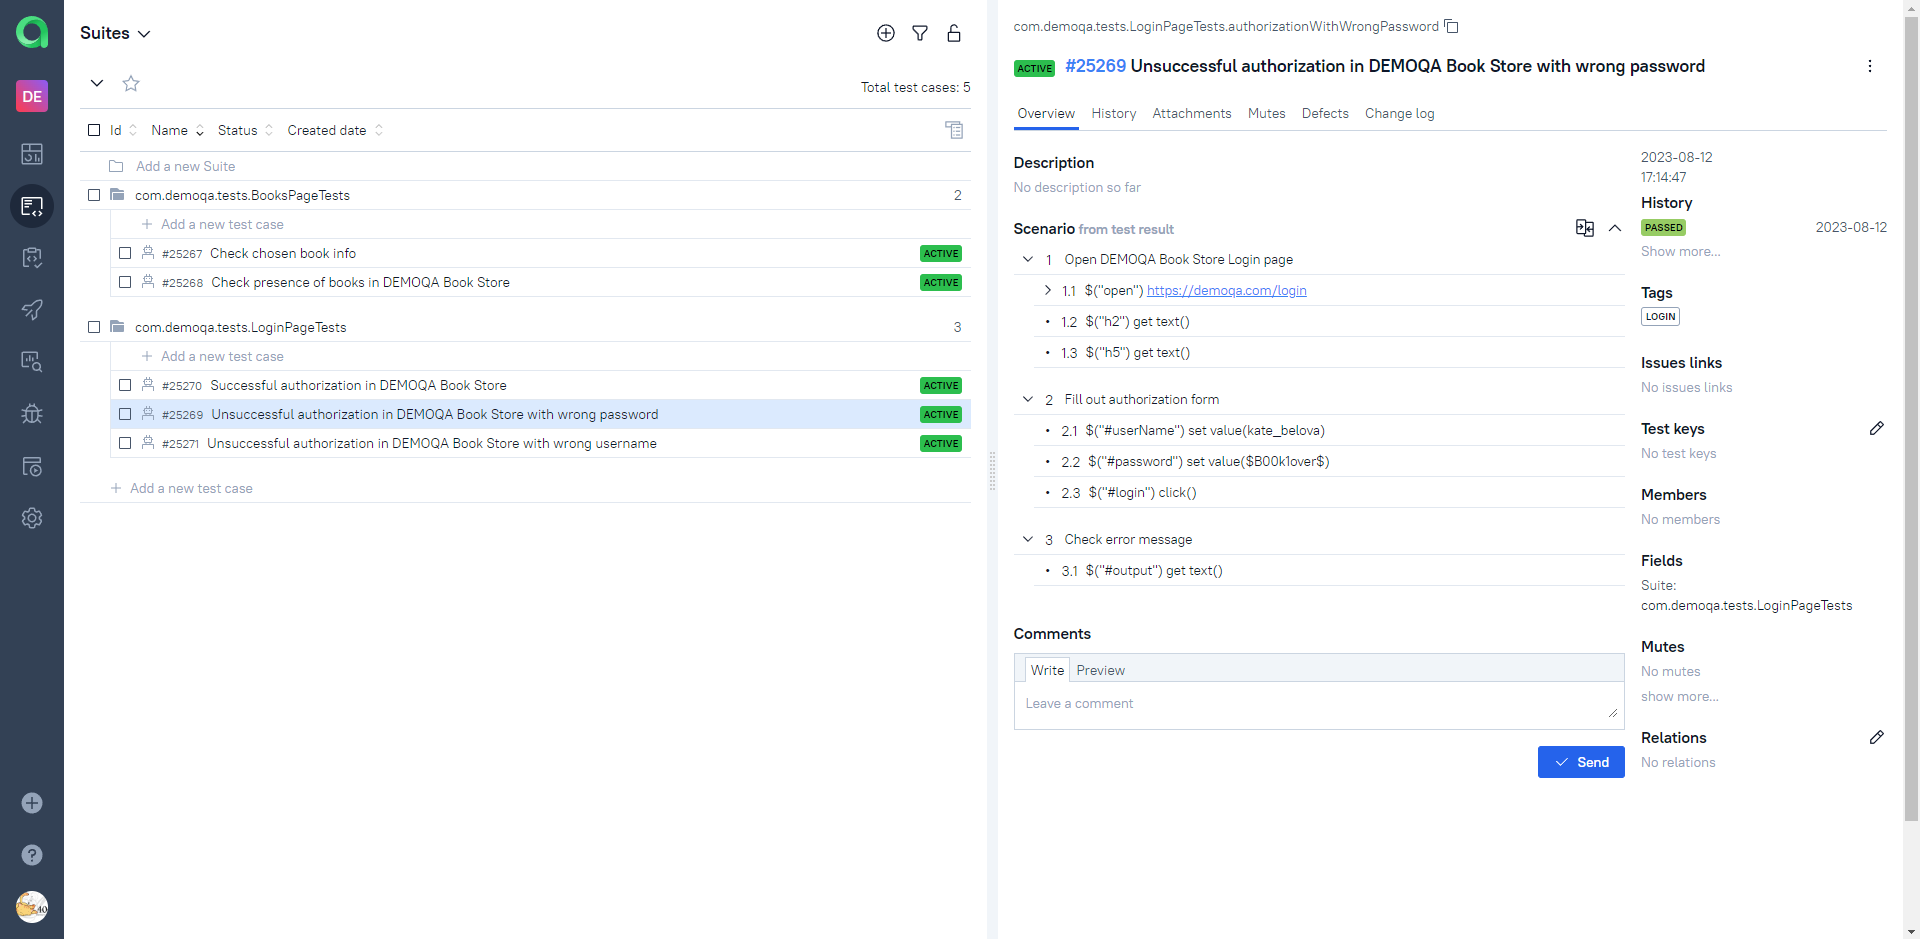 DE
Suites
Total test cases: 5
Id Name Status Created date
Add a new Suite
com.demoqa.tests.BooksPageTests 2
Add a new test case
#25267 Check chosen book info ACTIVE
#25268 Check presence of books in DEMOQA Book Store ACTIVE
com.demoqa.tests.LoginPageTests 3
Add a new test case
#25270 Successful authorization in DEMOQA Book Store ACTIVE
#25269 Unsuccessful authorization in DEMOQA Book Store with wrong password ACTIVE
#25271 Unsuccessful authorization in DEMOQA Book Store with wrong username ACTIVE
Add a new test case
com.demoqa.tests.LoginPageTests.authorizationWithWrongPassword
ACTIVE #25269 Unsuccessful authorization in DEMOQA Book Store with wrong password
Overview History Attachments Mutes Defects Change log
Description
No description so far
Scenario from test result
1 Open DEMOQA Book Store Login page
1.1 $("open") https://demoqa.com/login
1.2 $("h2") get text()
1.3 $("h5") get text()
2 Fill out authorization form
2.1 $("#userName") set value(kate_belova)
2.2 $("#password") set value($B00k1over$)
2.3 $("#login") click()
3 Check error message
3.1 $("#output") get text()
Comments
Write Preview
Leave a comment
Send
2023-08-12
17:14:47
History
PASSED 2023-08-12
Show more...
Tags
LOGIN
Issues links
No issues links
Test keys
No test keys
Members
No members
Fields
Suite:
com.demoqa.tests.LoginPageTests
Mutes
No mutes
show more...
Relations
No relations